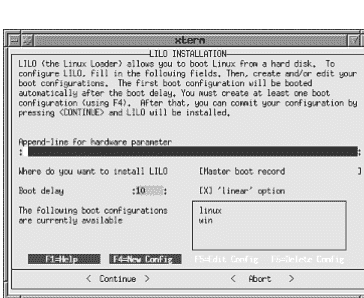 xterm
LILO INSTALLATION
LILO (the Linux Loader) allows you to boot Linux from a hard disk. To
configure LILO, fill in the following fields. Then, create and/or edit your
boot configurations. The first boot configuration will be booted
automatically after the boot delay. You must create at least one boot
configuration (using F4). After that, you can commit your configuration by
pressing <CONTINUE> and LILO will be installed.
Append-line for hardware parameter
: :
Where do you want to install LILO [Master boot record ]
Boot delay :10 : [X] 'linear' option
The following boot configurations
are currently available
linux
win
F1=Help F4=New Config F5=Edit Config F6=Delete Config
< Continue > < Abort >